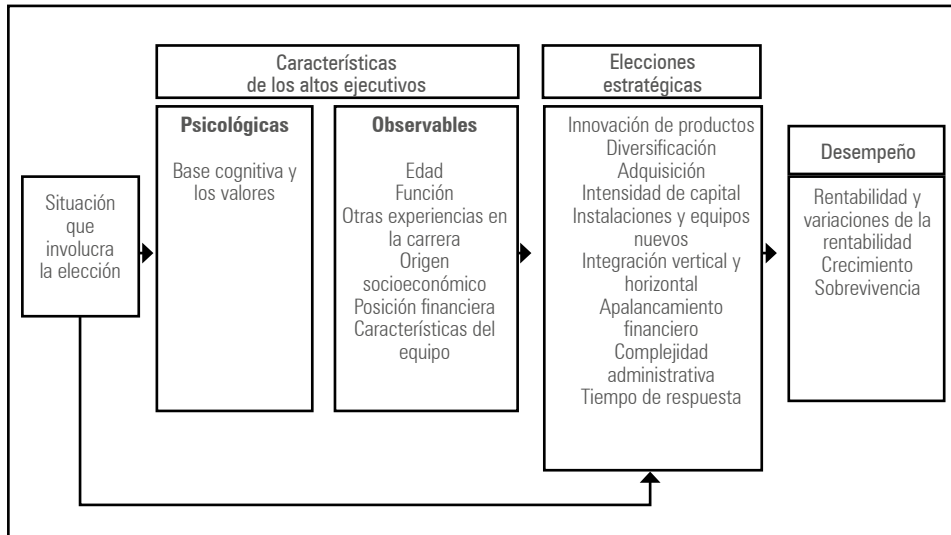 Características
de los altos ejecutivos
Elecciones
estratégicas
Situación
que
involucra
la elección
Psicológicas
Base cognitiva y
los valores
Observables
Edad
Función
Otras experiencias en
la carrera
Origen
socioeconómico
Posición financiera
Características del
equipo
Innovación de productos
Diversificación
Adquisición
Intensidad de capital
Instalaciones y equipos
nuevos
Integración vertical y
horizontal
Apalancamiento
financiero
Complejidad
administrativa
Tiempo de respuesta
Desempeño
Rentabilidad y
variaciones de la
rentabilidad
Crecimiento
Sobrevivencia